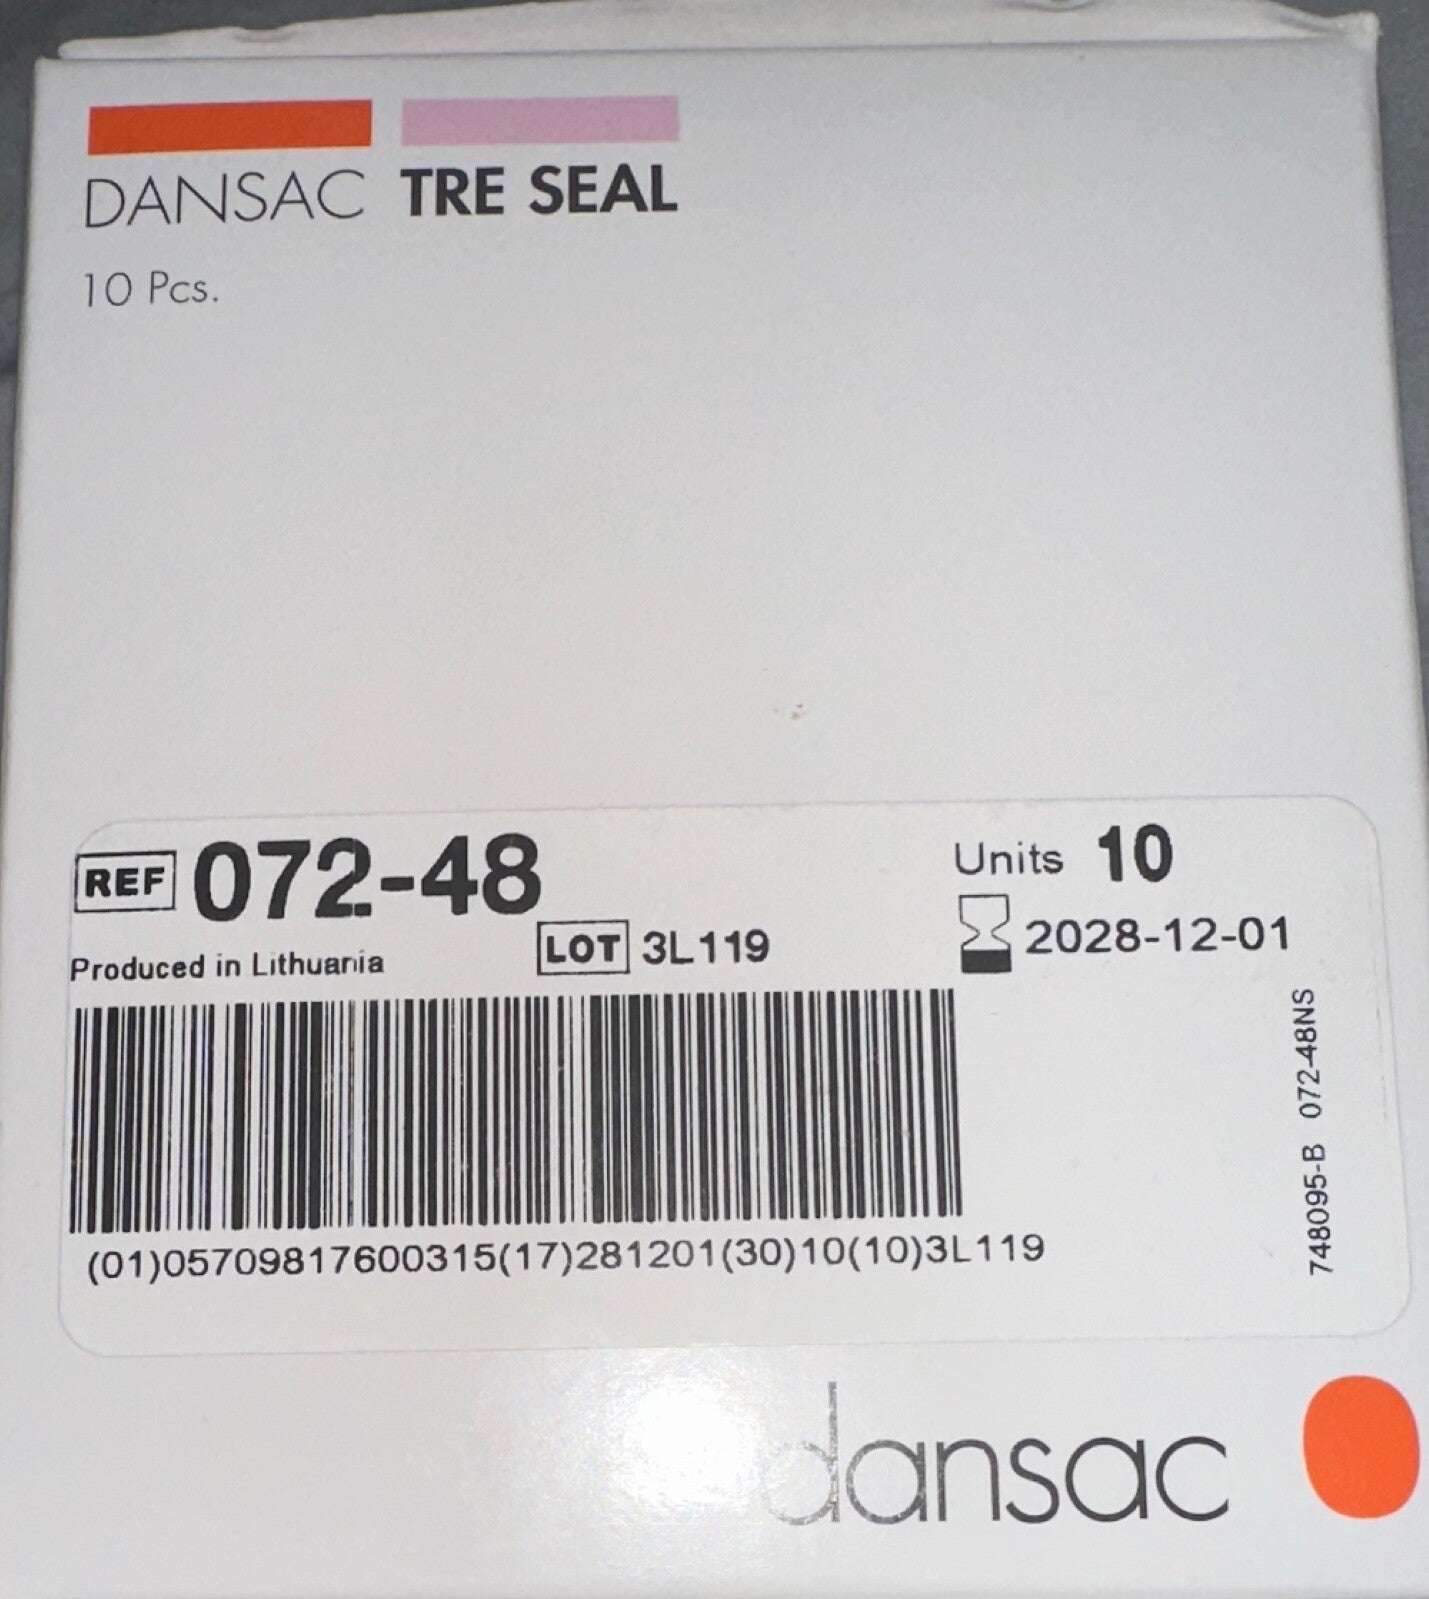 DANSAC TRE SEAL
10 Pcs.
REF 072-48
Units 10
Produced in Lithuania
LOT 3L119
2028-12-01
(01)05709817600315(17)281201(30)10(10)3L119
748095-B 072-48NS
dansac